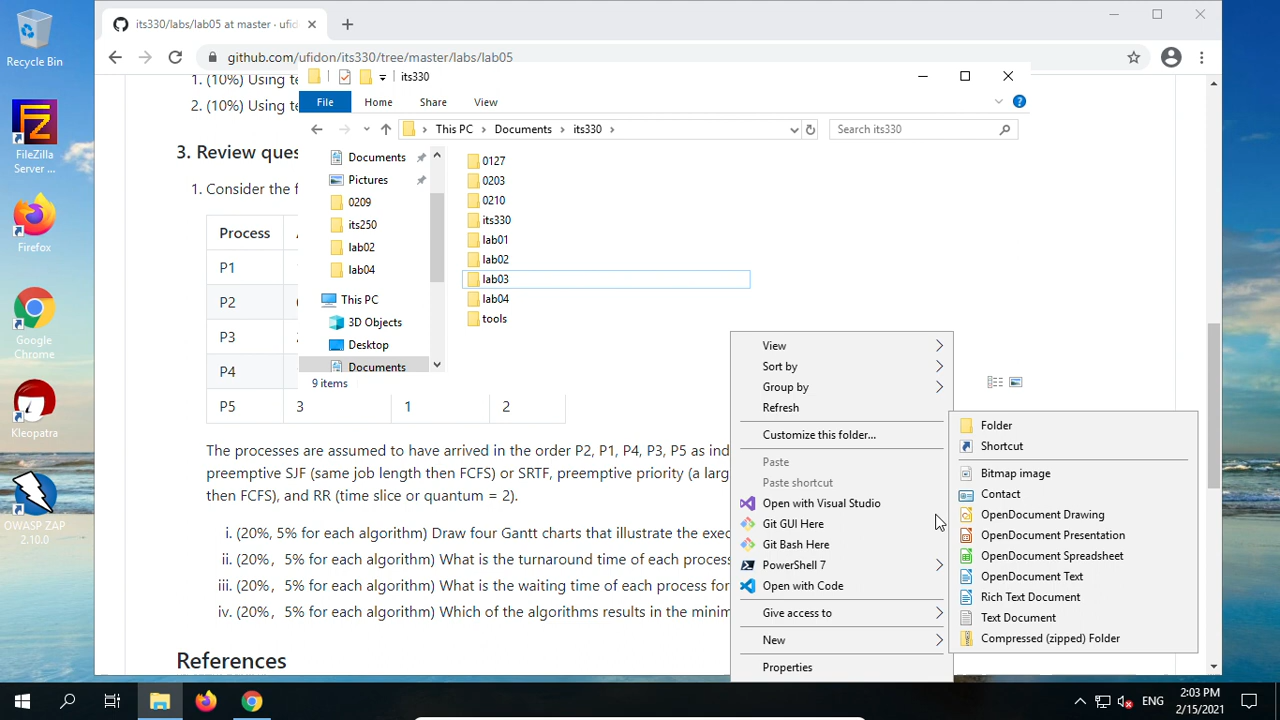 Recycle Bin
FileZilla
Server ...
Firefox
Google
Chrome
Kleopatra
OWASP ZAP
2.10.0
its330/labs/lab05 at master · ufid
github.com/ufidon/its330/tree/master/labs/lab05
1. (10%) Using te
2. (10%) Using te
3. Review ques
1. Consider the f
Process
P1
P2
P3
P4
P5 3 1 2
The processes are assumed to have arrived in the order P2, P1, P4, P3, P5 as ind
preemptive SJF (same job length then FCFS) or SRTF, preemptive priority (a larg
then FCFS), and RR (time slice or quantum = 2).
i. (20%, 5% for each algorithm) Draw four Gantt charts that illustrate the exec
ii. (20%, 5% for each algorithm) What is the turnaround time of each process
iii. (20%, 5% for each algorithm) What is the waiting time of each process for
iv. (20%, 5% for each algorithm) Which of the algorithms results in the minim
References
its330
File Home Share View
This PC Documents its330
Search its330
Documents
Pictures
0209
its250
lab02
lab04
This PC
3D Objects
Desktop
Documents
0127
0203
0210
its330
lab01
lab02
lab03
lab04
tools
9 items
View
Sort by
Group by
Refresh
Customize this folder...
Paste
Paste shortcut
Open with Visual Studio
Git GUI Here
Git Bash Here
PowerShell 7
Open with Code
Give access to
New
Properties
Folder
Shortcut
Bitmap image
Contact
OpenDocument Drawing
OpenDocument Presentation
OpenDocument Spreadsheet
OpenDocument Text
Rich Text Document
Text Document
Compressed (zipped) Folder
ENG
2:03 PM
2/15/2021